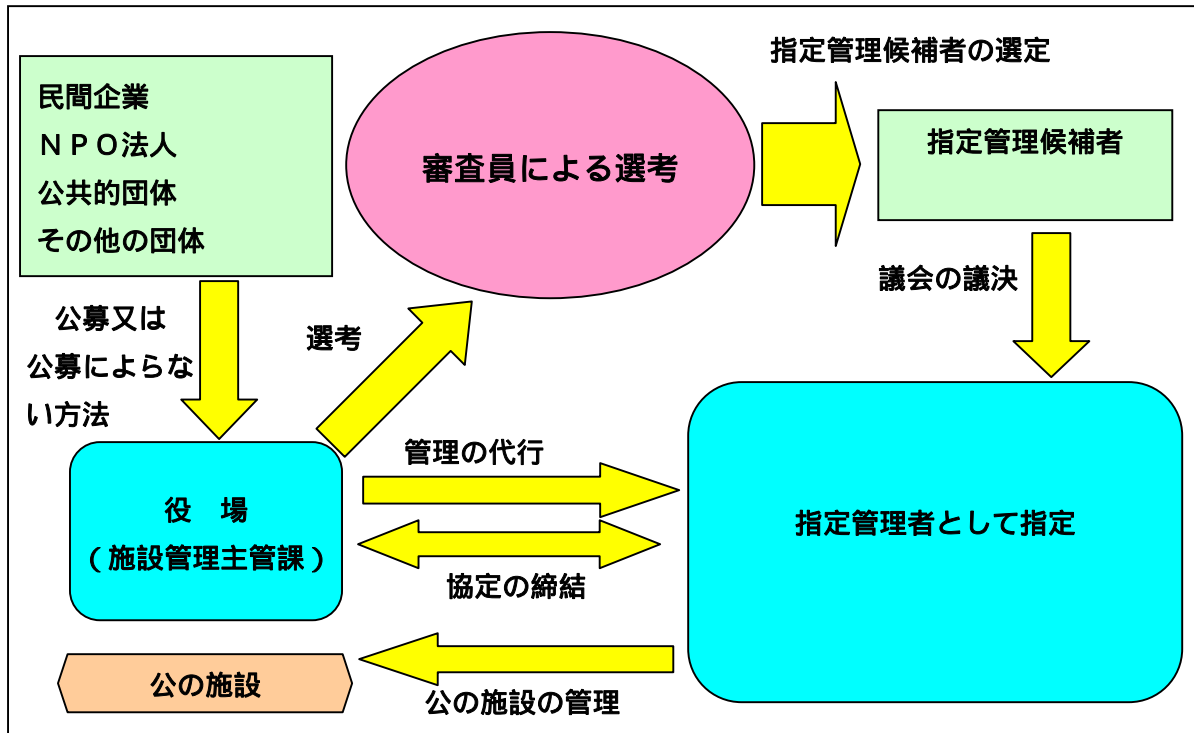 民間企業
ＮＰＯ法人
公共的団体
その他の団体
審査員による選考
指定管理候補者の選定
指定管理候補者
公募又は
公募によらな
い方法
選考
議会の議決
役　場
（施設管理主管課）
管理の代行
協定の締結
指定管理者として指定
公の施設
公の施設の管理